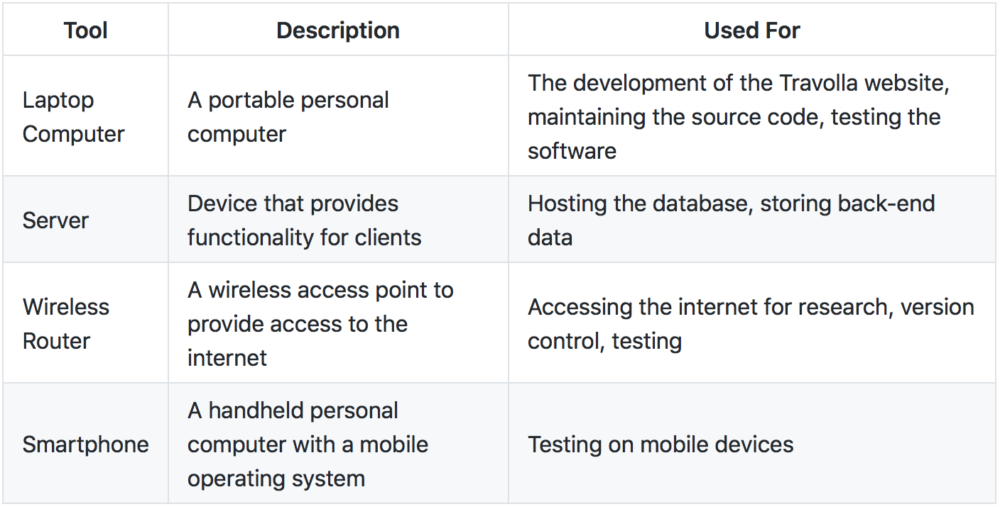 Tool Description Used For
Laptop
Computer
A portable personal
computer
The development of the Travolla website,
maintaining the source code, testing the
software
Server
Device that provides
functionality for clients
Hosting the database, storing back-end
data
Wireless
Router
A wireless access point to
provide access to the
internet
Accessing the internet for research, version
control, testing
Smartphone
A handheld personal
computer with a mobile
operating system
Testing on mobile devices